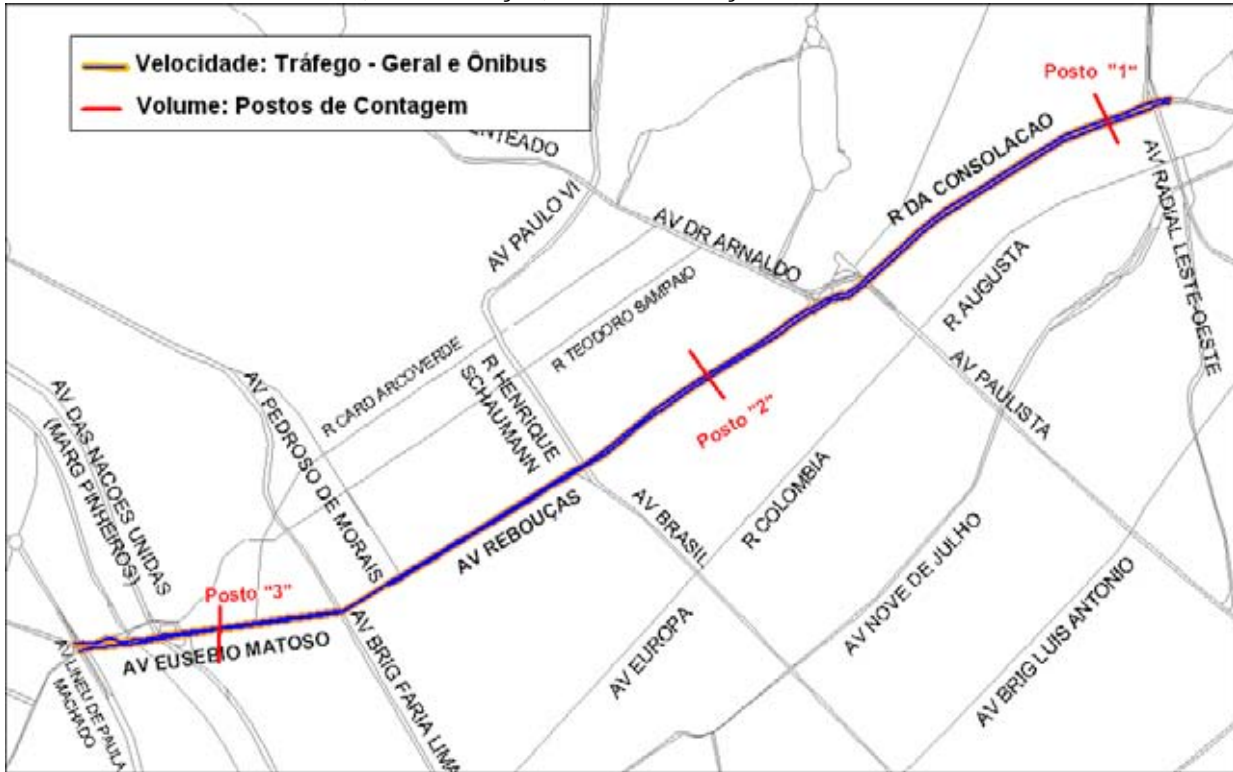 Velocidade: Tráfego - Geral e Ônibus
Volume: Postos de Contagem
Posto "1"
R DA CONSOLACAO
AV RADIAL LESTE-OESTE
AV PAULO VI
AV DR ARNALDO
R AUGUSTA
R TEODORO SAMPAIO
R CARD ARCOVERDE
R HENRIQUE
SCHAUMANN
Posto "2"
AV PAULISTA
AV PEDROSO DE MORAIS
AV DAS NACOES UNIDAS
(MARG PINHEIROS)
AV REBOUÇAS
AV BRASIL
R COLOMBIA
AV NOVE DE JULHO
AV BRIG LUIS ANTONIO
AV EUROPA
Posto "3"
AV EUSEBIO MATOSO
AV BRIG FARIA LIMA
AV LINEU DE PAULA
MACHADO